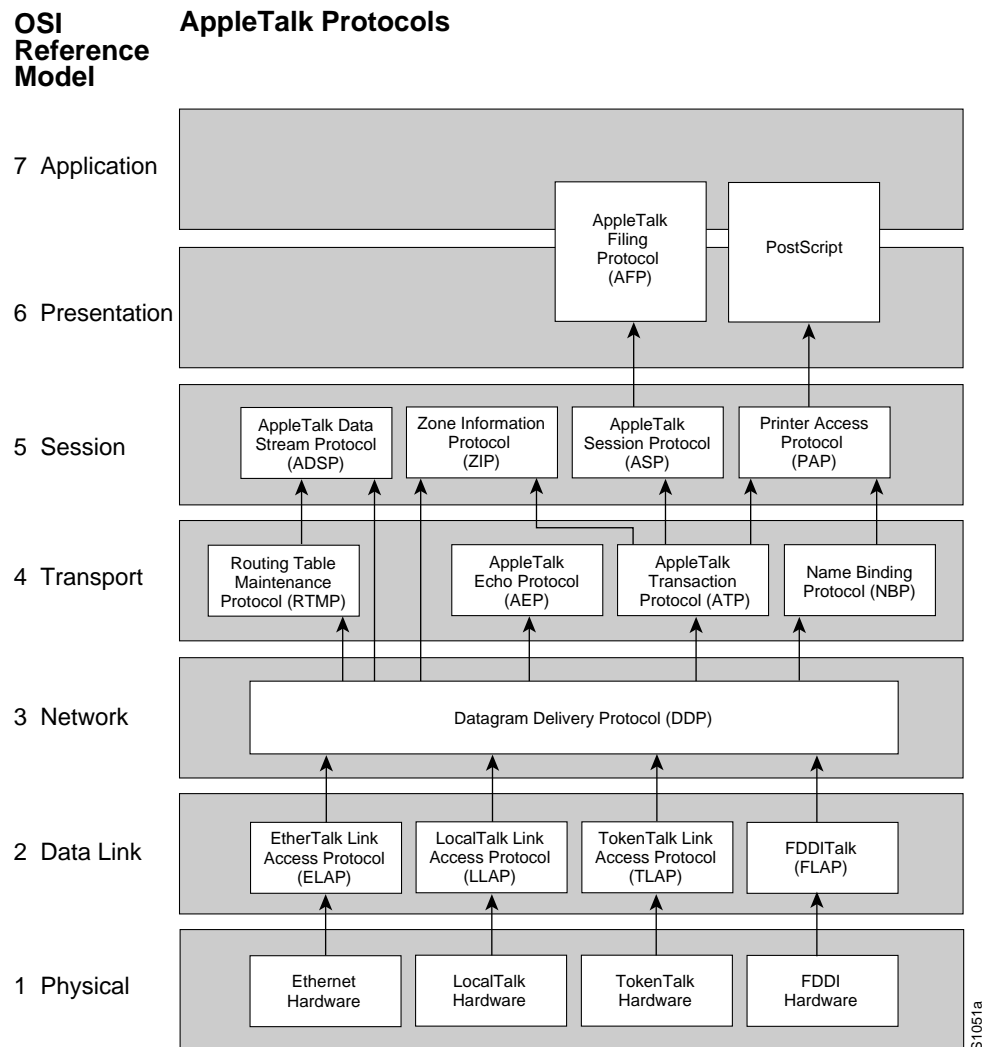 OSI
Reference
Model
AppleTalk Protocols
7 Application
AppleTalk
Filing
Protocol
(AFP)
PostScript
6 Presentation
5 Session
AppleTalk Data
Stream Protocol
(ADSP)
Zone Information
Protocol
(ZIP)
AppleTalk
Session Protocol
(ASP)
Printer Access
Protocol
(PAP)
4 Transport
Routing Table
Maintenance
Protocol (RTMP)
AppleTalk
Echo Protocol
(AEP)
AppleTalk
Transaction
Protocol (ATP)
Name Binding
Protocol (NBP)
3 Network
Datagram Delivery Protocol (DDP)
2 Data Link
EtherTalk Link
Access Protocol
(ELAP)
LocalTalk Link
Access Protocol
(LLAP)
TokenTalk Link
Access Protocol
(TLAP)
FDDITalk
(FLAP)
1 Physical
Ethernet
Hardware
LocalTalk
Hardware
TokenTalk
Hardware
FDDI
Hardware
S1051a